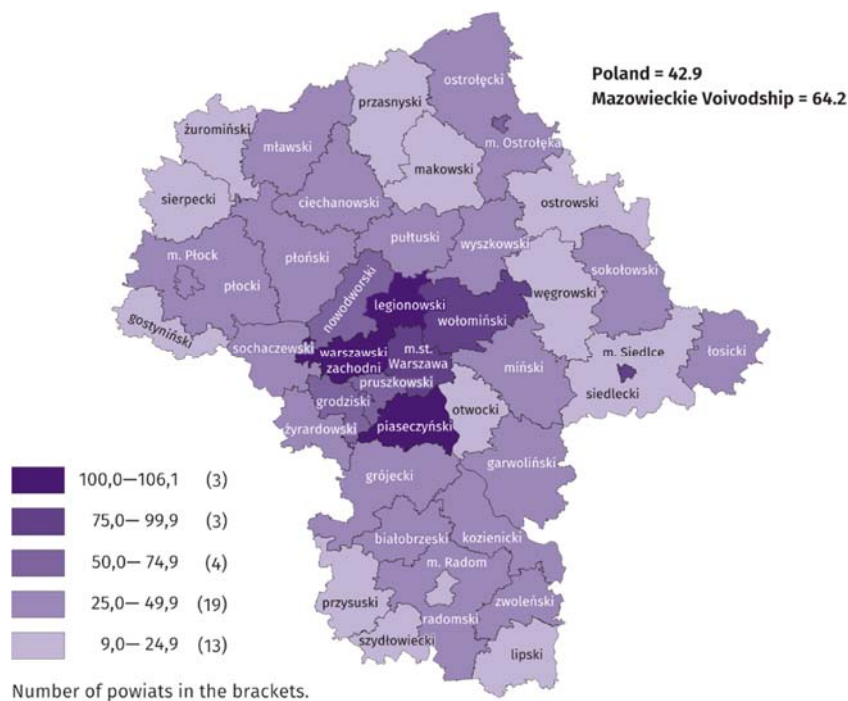 Poland = 42.9
Mazowieckie Voivodship = 64.2
ostrołęcki
przasnyski
żuromiński
mławski
m. Ostrołęka
makowski
sierpecki
ciechanowski
ostrowski
pułtuski
wyszkowski
m. Płock
płoński
sokołowski
płocki
nowodworski
legionowski
węgrowski
gostyniński
wołomiński
sochaczewski
warszawski
zachodni
m.st.
Warszawa
m. Siedlce
łosicki
miński
pruszkowski
siedlecki
grodziski
otwocki
żyrardowski
piaseczyński
garwoliński
grójecki
białobrzeski
kozienicki
m. Radom
przysuski
zwoleński
radomski
szydłowiecki
lipski
100,0—106,1 (3)
75,0—99,9 (3)
50,0—74,9 (4)
25,0—49,9 (19)
9,0—24,9 (13)
Number of powiats in the brackets.